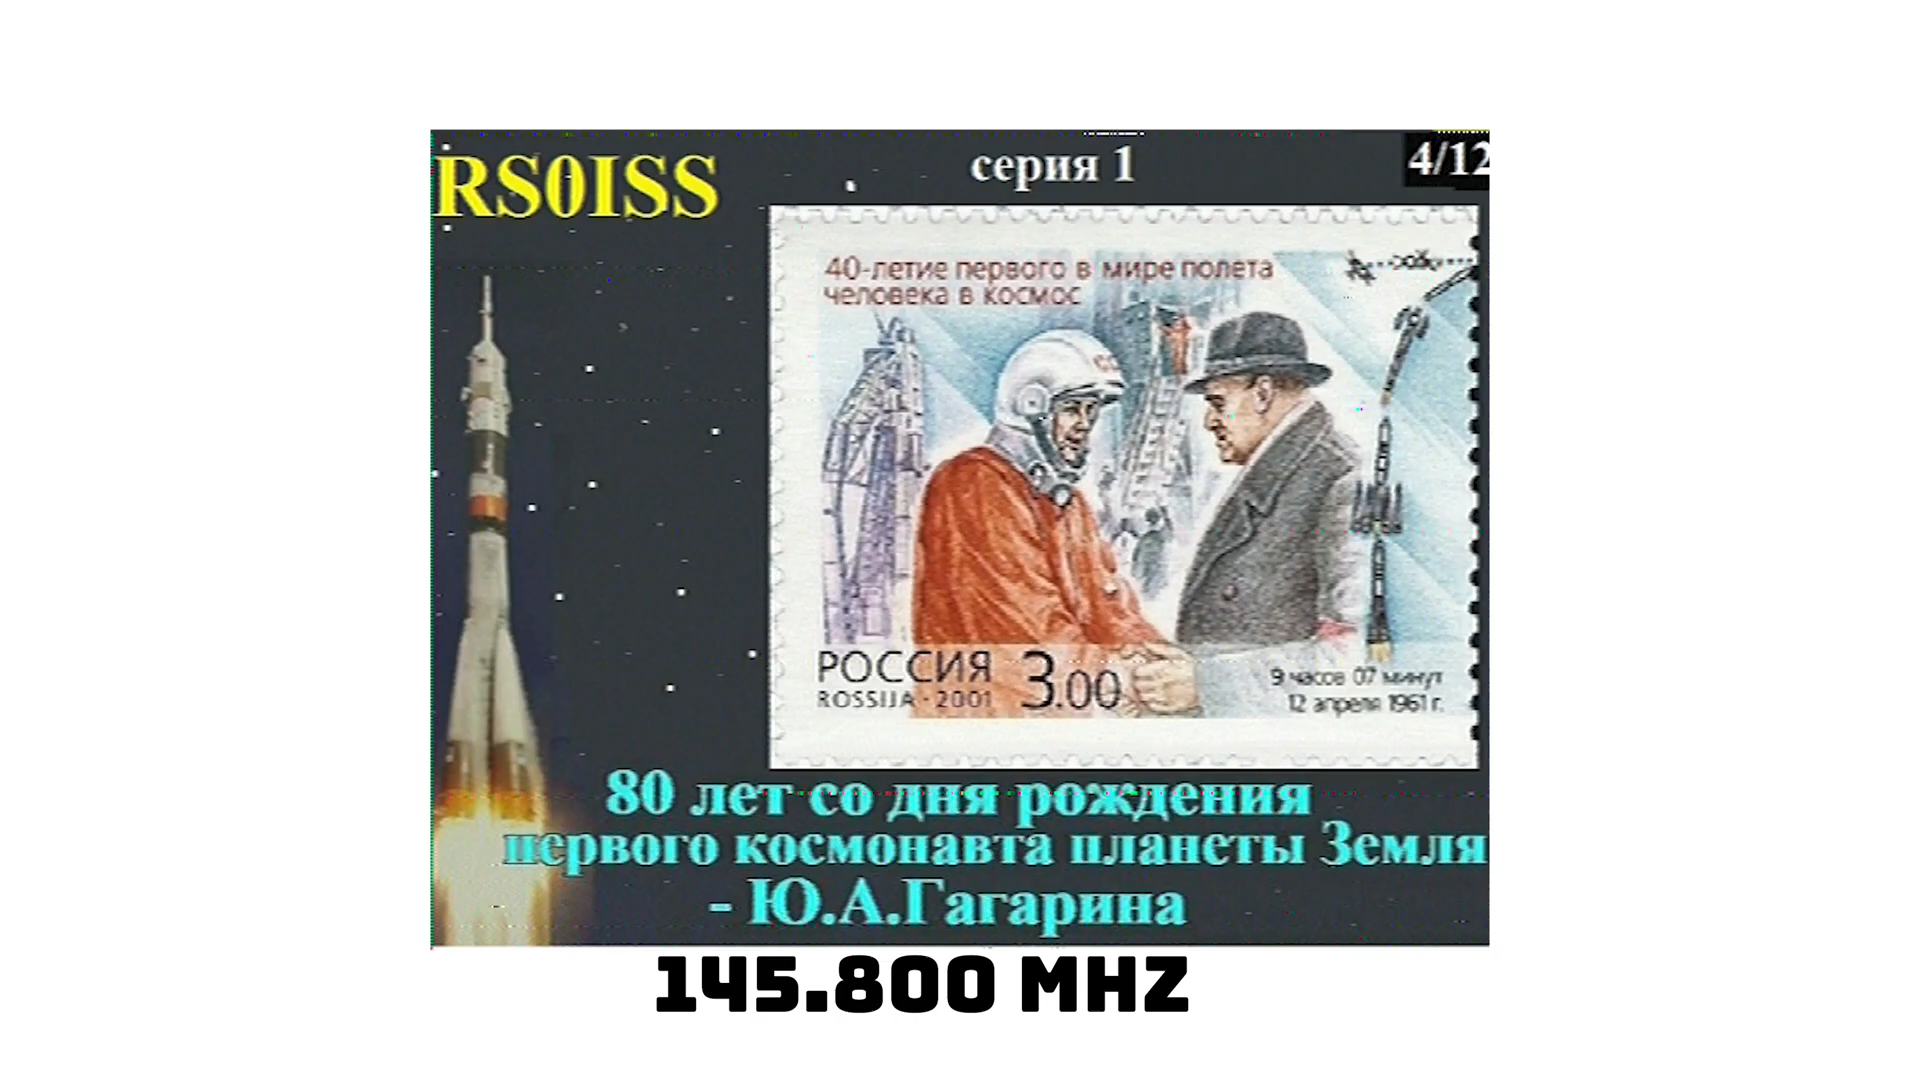 RS0ISS
серия 1
4/12
40-летие первого в мире полета
человека в космос
РОССИЯ
ROSSIJA · 2001
3.00
9 часов 07 минут
12 апреля 1961 г.
80 лет со дня рождения
первого космонавта планеты Земля
- Ю.А.Гагарина
145.800 MHZ